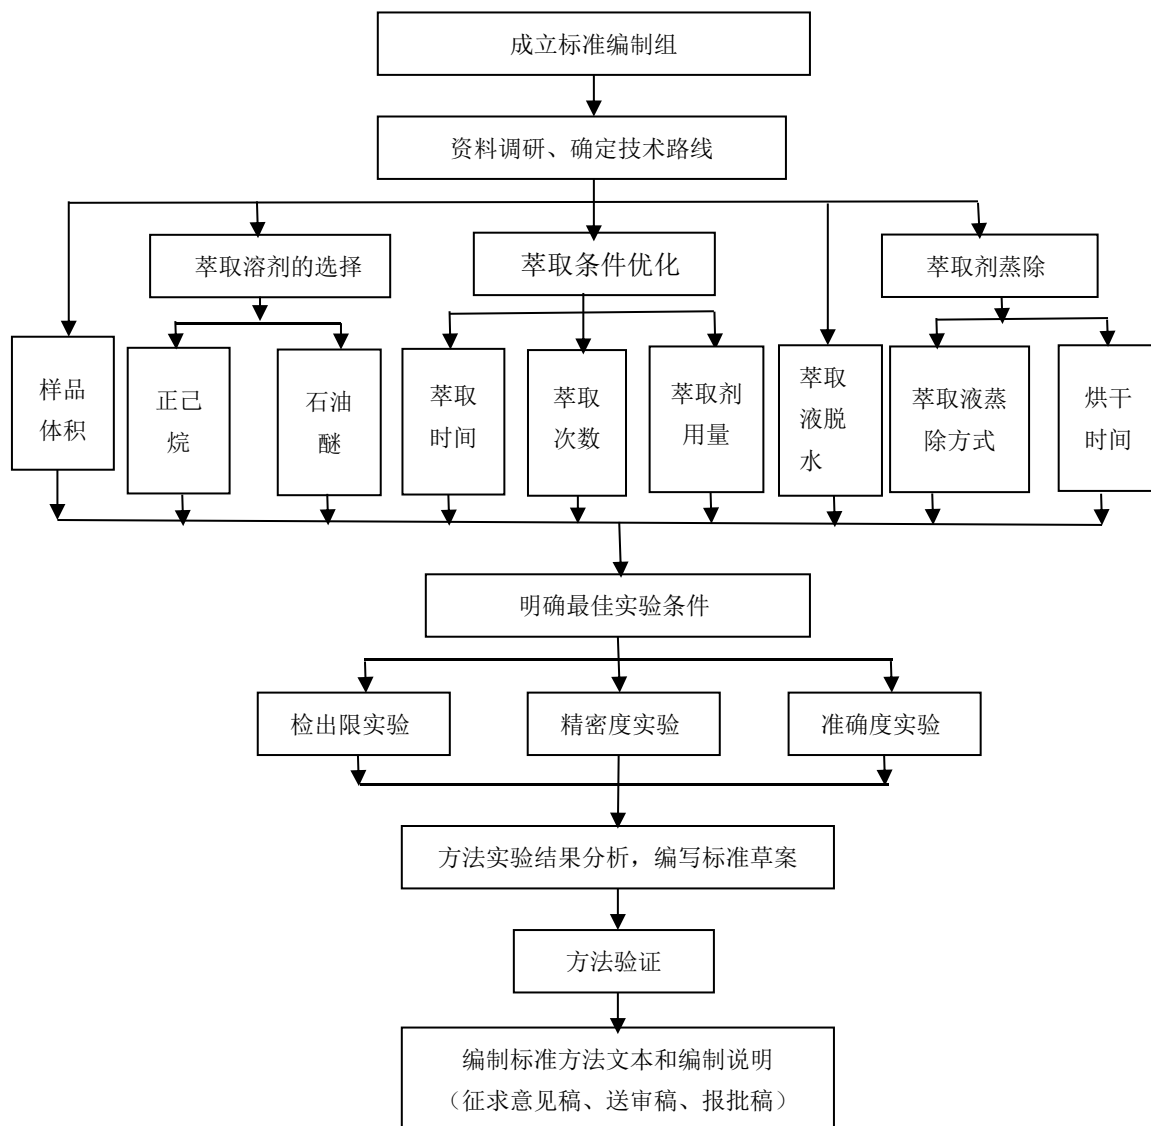 成立标准编制组
资料调研、确定技术路线
萃取溶剂的选择
萃取条件优化
萃取剂蒸除
样品
体积
正己
烷
石油
醚
萃取
时间
萃取
次数
萃取剂
用量
萃取
液脱
水
萃取液蒸
除方式
烘干
时间
明确最佳实验条件
检出限实验
精密度实验
准确度实验
方法实验结果分析，编写标准草案
方法验证
编制标准方法文本和编制说明
（征求意见稿、送审稿、报批稿）